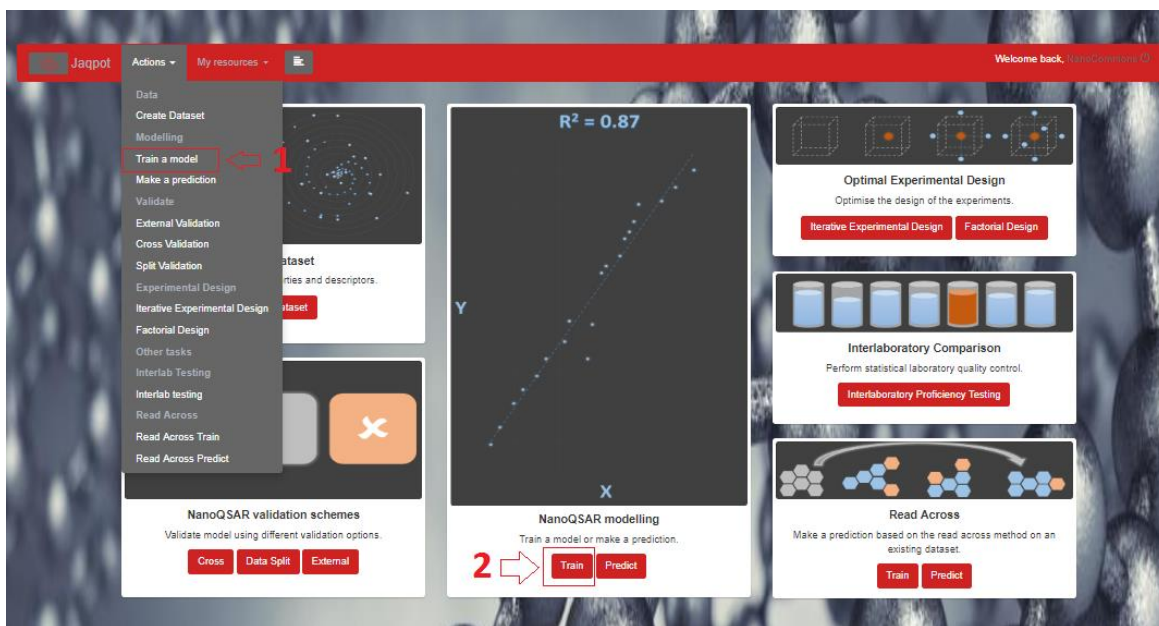 Jaqpot
Actions
My resources
Welcome back, NanoCommons
Data
Create Dataset
Modelling
Train a model
1
Make a prediction
Validate
External Validation
Cross Validation
Split Validation
Experimental Design
Iterative Experimental Design
Factorial Design
Other tasks
Interlab Testing
Interlab testing
Read Across
Read Across Train
Read Across Predict
ataset
rties and descriptors.
ataset
NanoQSAR validation schemes
Validate model using different validation options.
Cross Data Split External
R² = 0.87
Y
X
NanoQSAR modelling
Train a model or make a prediction.
2
Train Predict
Optimal Experimental Design
Optimise the design of the experiments.
Iterative Experimental Design Factorial Design
Interlaboratory Comparison
Perform statistical laboratory quality control.
Interlaboratory Proficiency Testing
Read Across
Make a prediction based on the read across method on an
existing dataset.
Train Predict